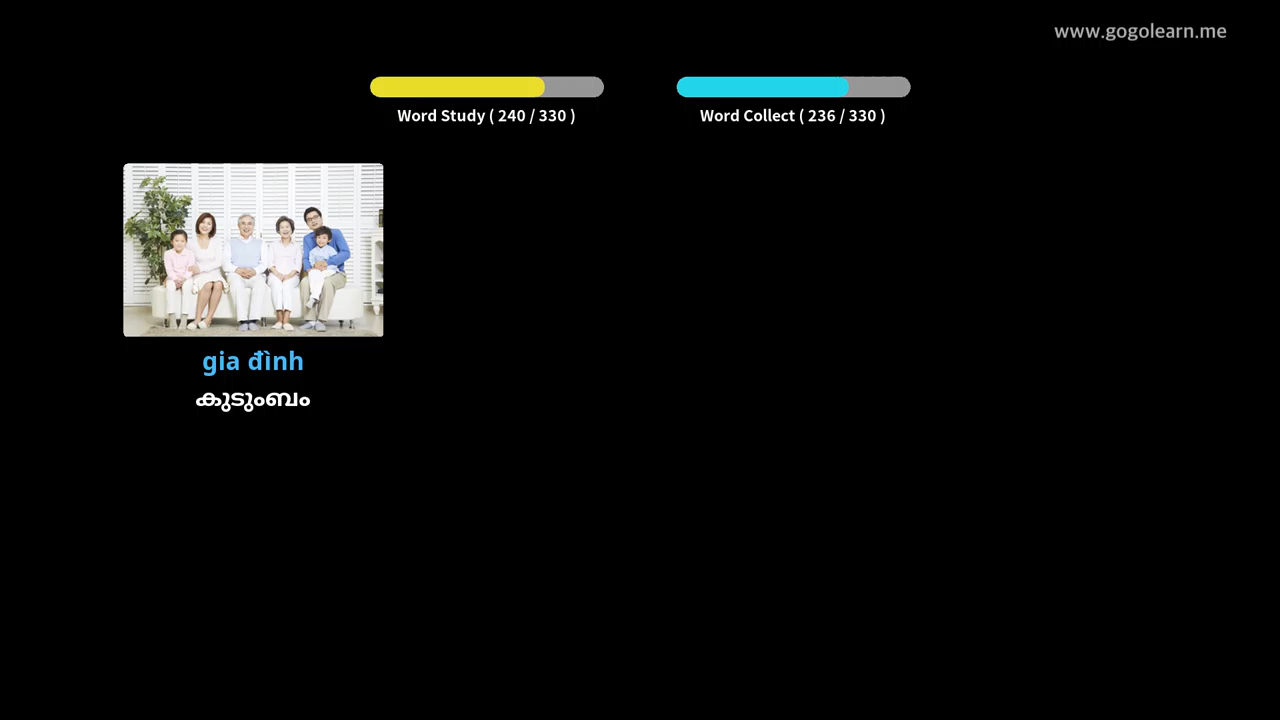 www.gogolearn.me
Word Study ( 240 / 330 )
Word Collect ( 236 / 330 )
gia đình
കുടുംബം